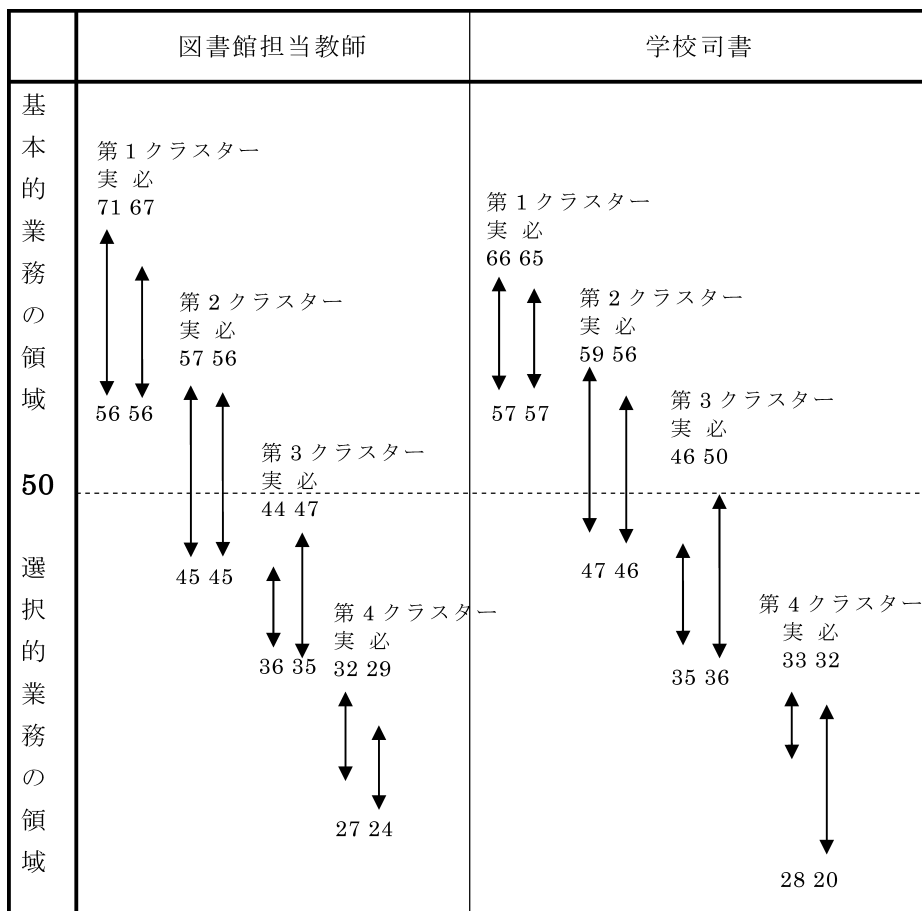 図書館担当教師
学校司書
基本的業務の領域
50
選択的業務の領域
第1クラスター
実 必
71 67
56 56
第2クラスター
実 必
57 56
45 45
第3クラスター
実 必
44 47
36 35
第4クラスター
実 必
32 29
27 24
第1クラスター
実 必
66 65
57 57
第2クラスター
実 必
59 56
47 46
第3クラスター
実 必
46 50
35 36
第4クラスター
実 必
33 32
28 20